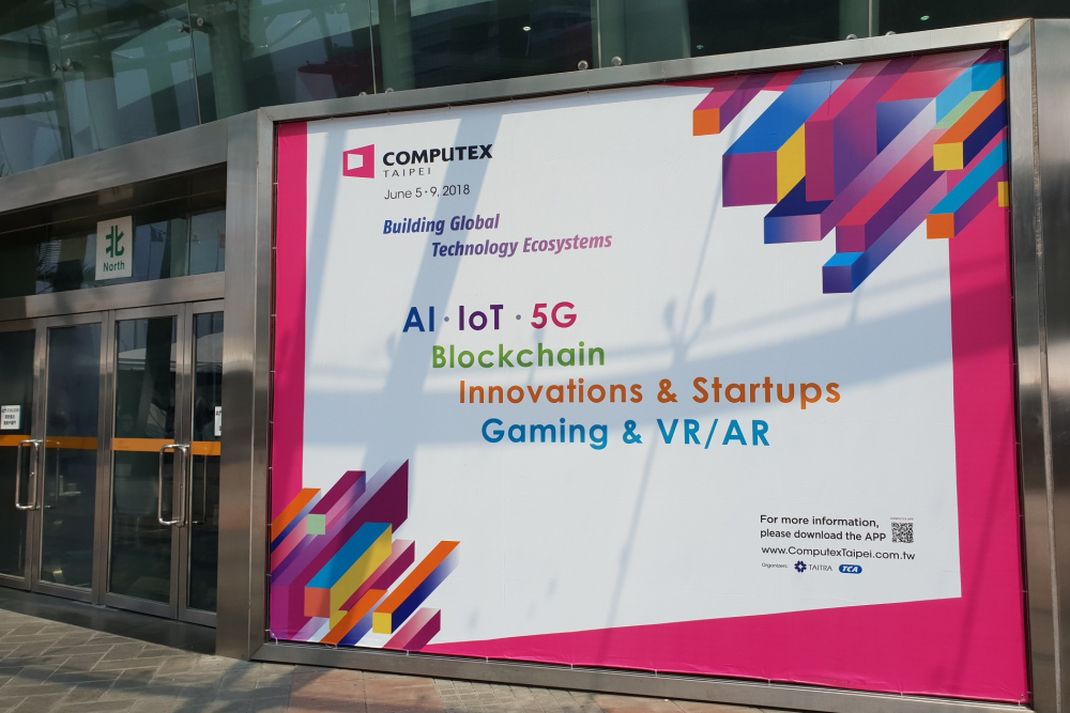 北
North
COMPUTEX
TAIPEI
June 5 - 9, 2018
Building Global
Technology Ecosystems
AI · IoT · 5G
Blockchain
Innovations & Startups
Gaming & VR/AR
For more information,
please download the APP
www.ComputexTaipei.com.tw
Organizers: TAITRA TCA